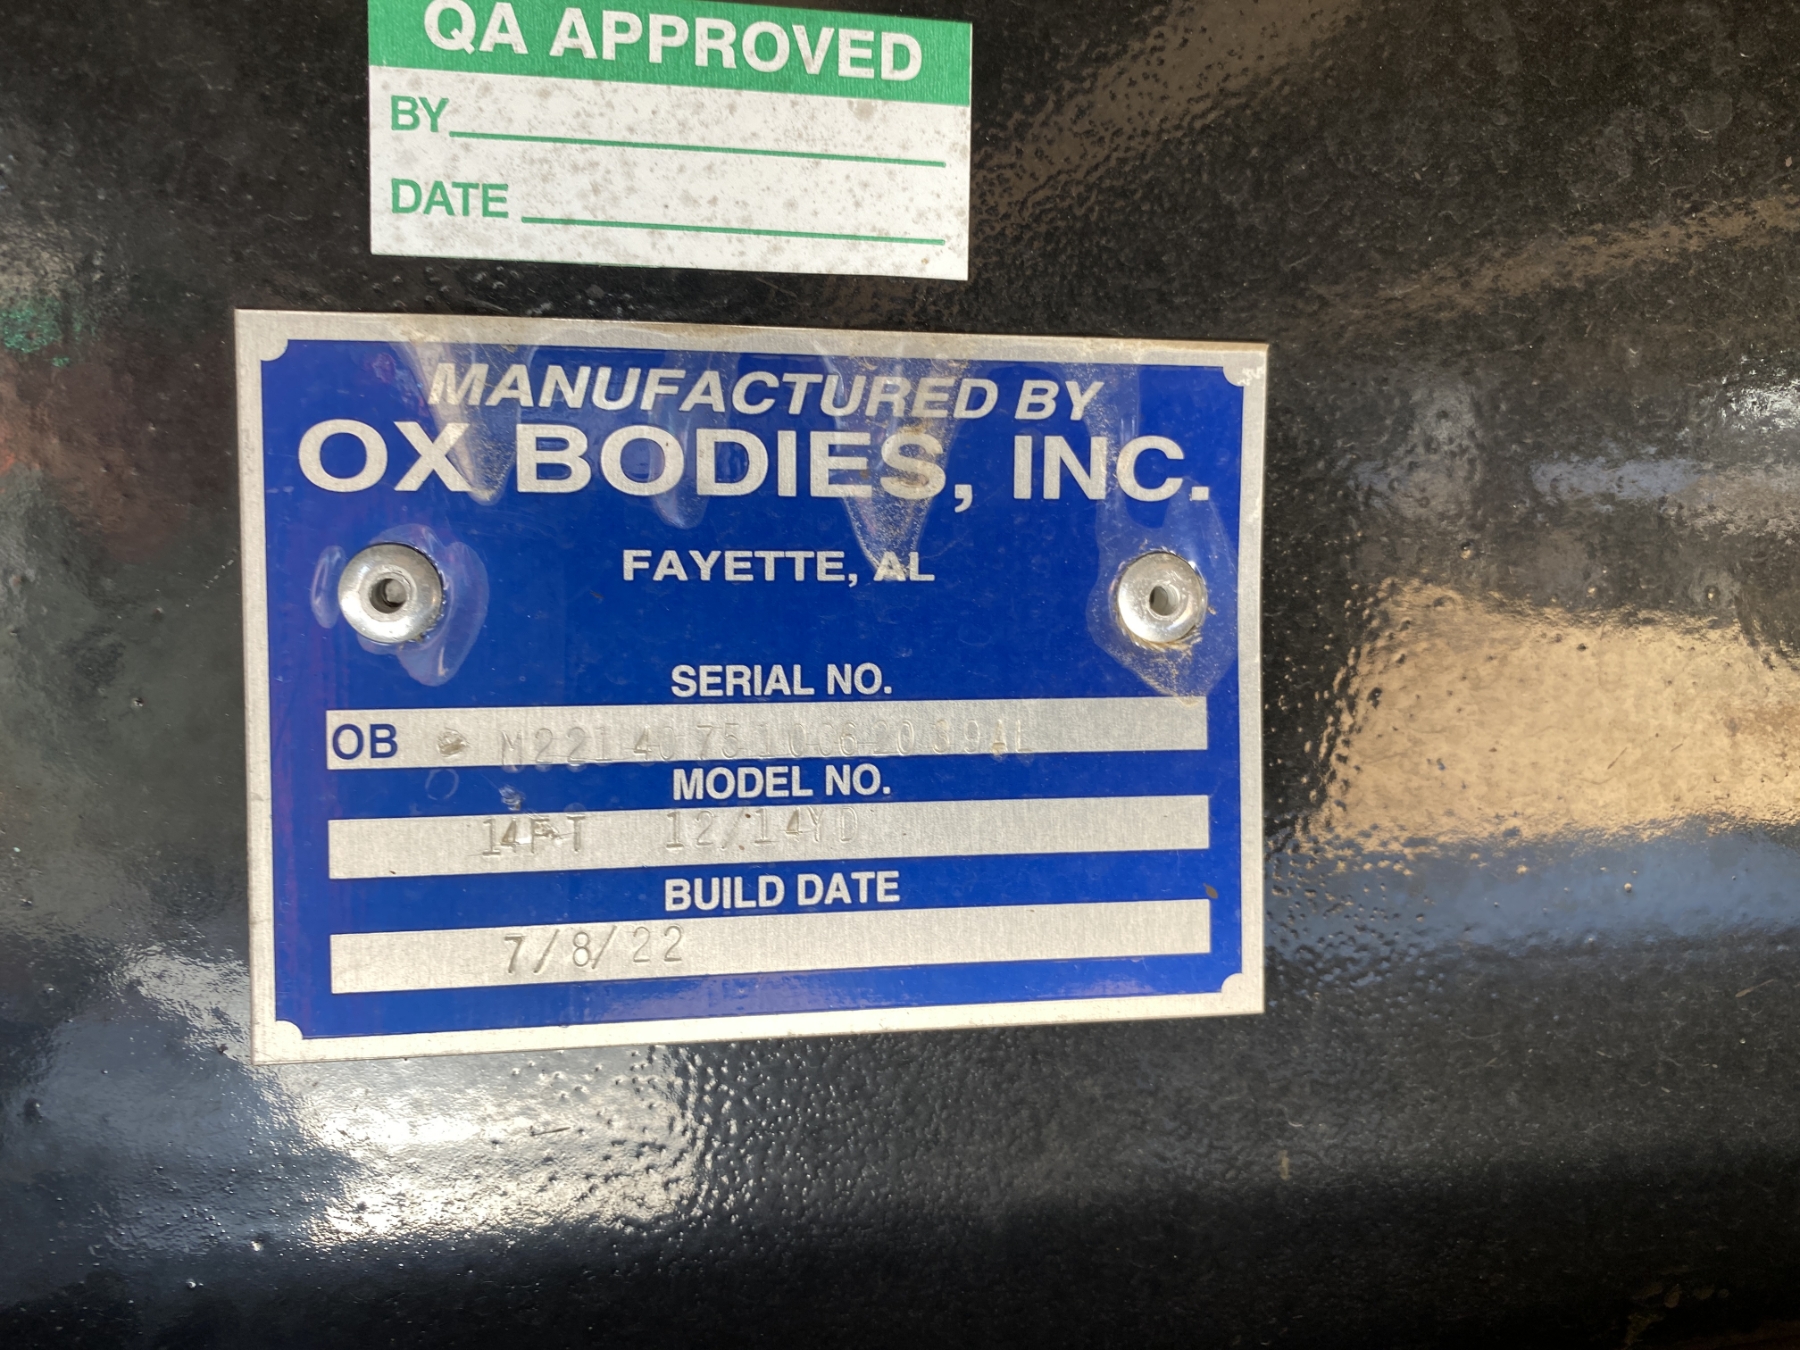 QA APPROVED
BY
DATE
MANUFACTURED BY
OX BODIES, INC.
FAYETTE, AL
SERIAL NO.
OB
MODEL NO.
14FT 12/14YD
BUILD DATE
7/8/22